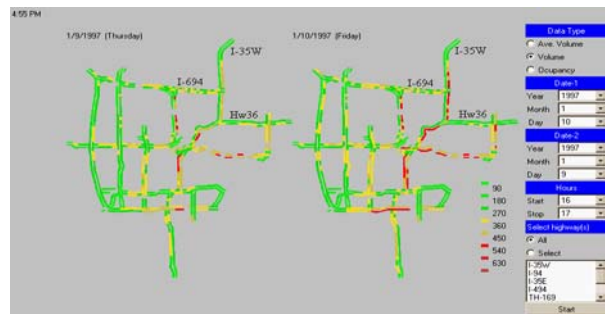 4:55 PM
1/9/1997 (Thursday)
1/10/1997 (Friday)
I-35W
I-694
Hw36
I-35W
I-694
Hw36
90
180
270
360
450
540
630
Data Type
Ave. Volume
Volume
Ocupancy
Date-1
Year 1997
Month 1
Day 10
Date-2
Year 1997
Month 1
Day 9
Hours
Start 16
Stop 17
Select highway(s)
All
Select
I-35W
I-94
I-35E
I-494
TH-169
Start